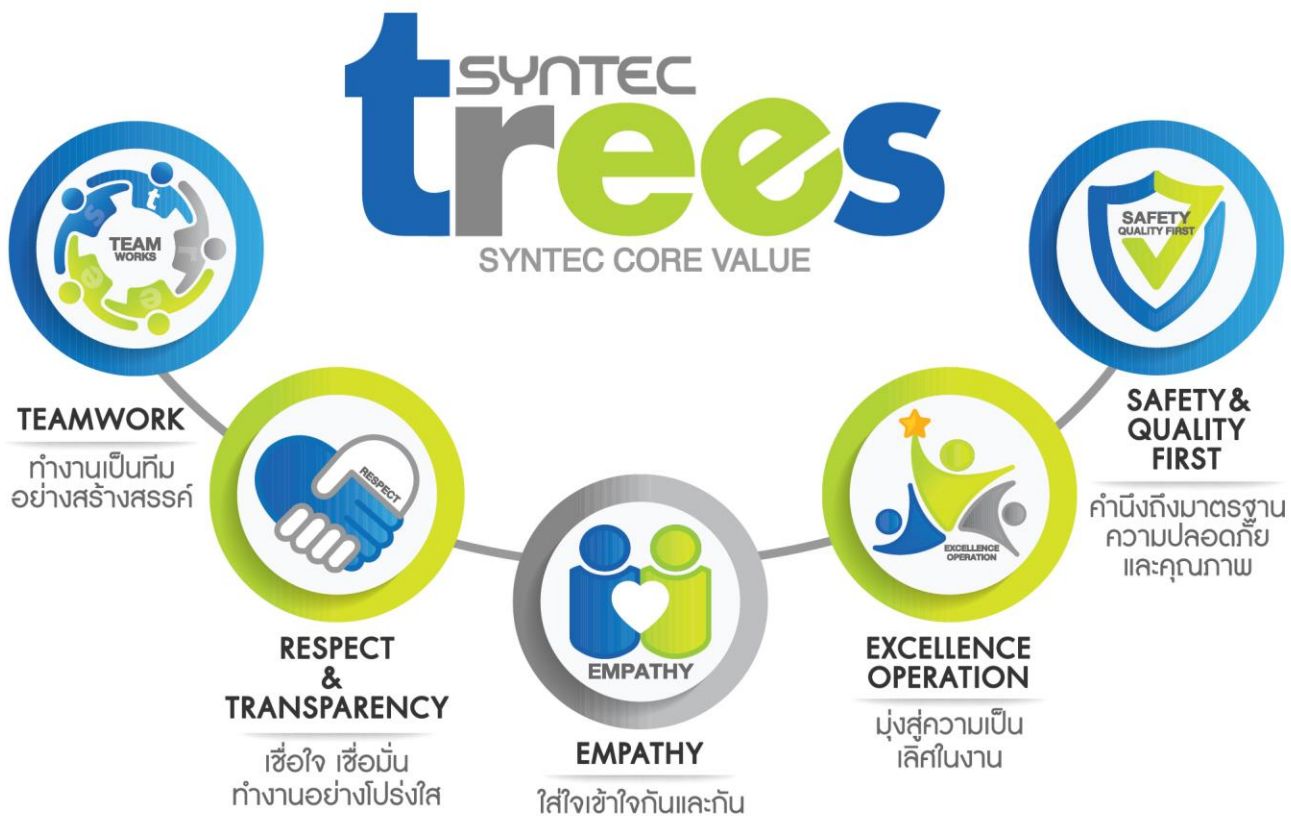 SYNTEC
trees
SYNTEC CORE VALUE
TEAM
WORKS
t
r
e
e
s
TEAMWORK
ทำงานเป็นทีม
อย่างสร้างสรรค์
RESPECT
RESPECT
&
TRANSPARENCY
เชื่อใจ เชื่อมั่น
ทำงานอย่างโปร่งใส
EMPATHY
EMPATHY
ใส่ใจเข้าใจกันและกัน
EXCELLENCE
OPERATION
EXCELLENCE
OPERATION
มุ่งสู่ความเป็น
เลิศในงาน
SAFETY
QUALITY FIRST
SAFETY &
QUALITY
FIRST
คำนึงถึงมาตรฐาน
ความปลอดภัย
และคุณภาพ